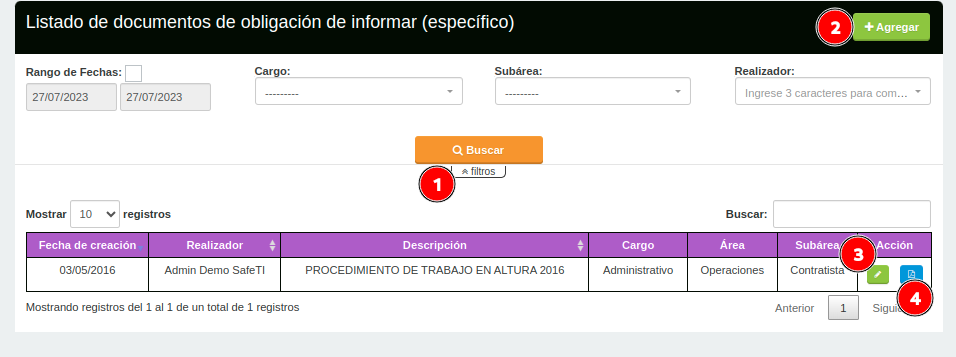 Listado de documentos de obligación de informar (específico)
2
Agregar
Rango de Fechas:
Cargo:
Subárea:
Realizador:
27/07/2023
27/07/2023
---------
---------
Ingrese 3 caracteres para com...
Buscar
1
filtros
Mostrar 10 registros
Buscar:
Fecha de creación Realizador Descripción Cargo Área Subárea Acción
3
03/05/2016 Admin Demo SafeTI PROCEDIMIENTO DE TRABAJO EN ALTURA 2016 Administrativo Operaciones Contratista
4
Mostrando registros del 1 al 1 de un total de 1 registros
Anterior 1